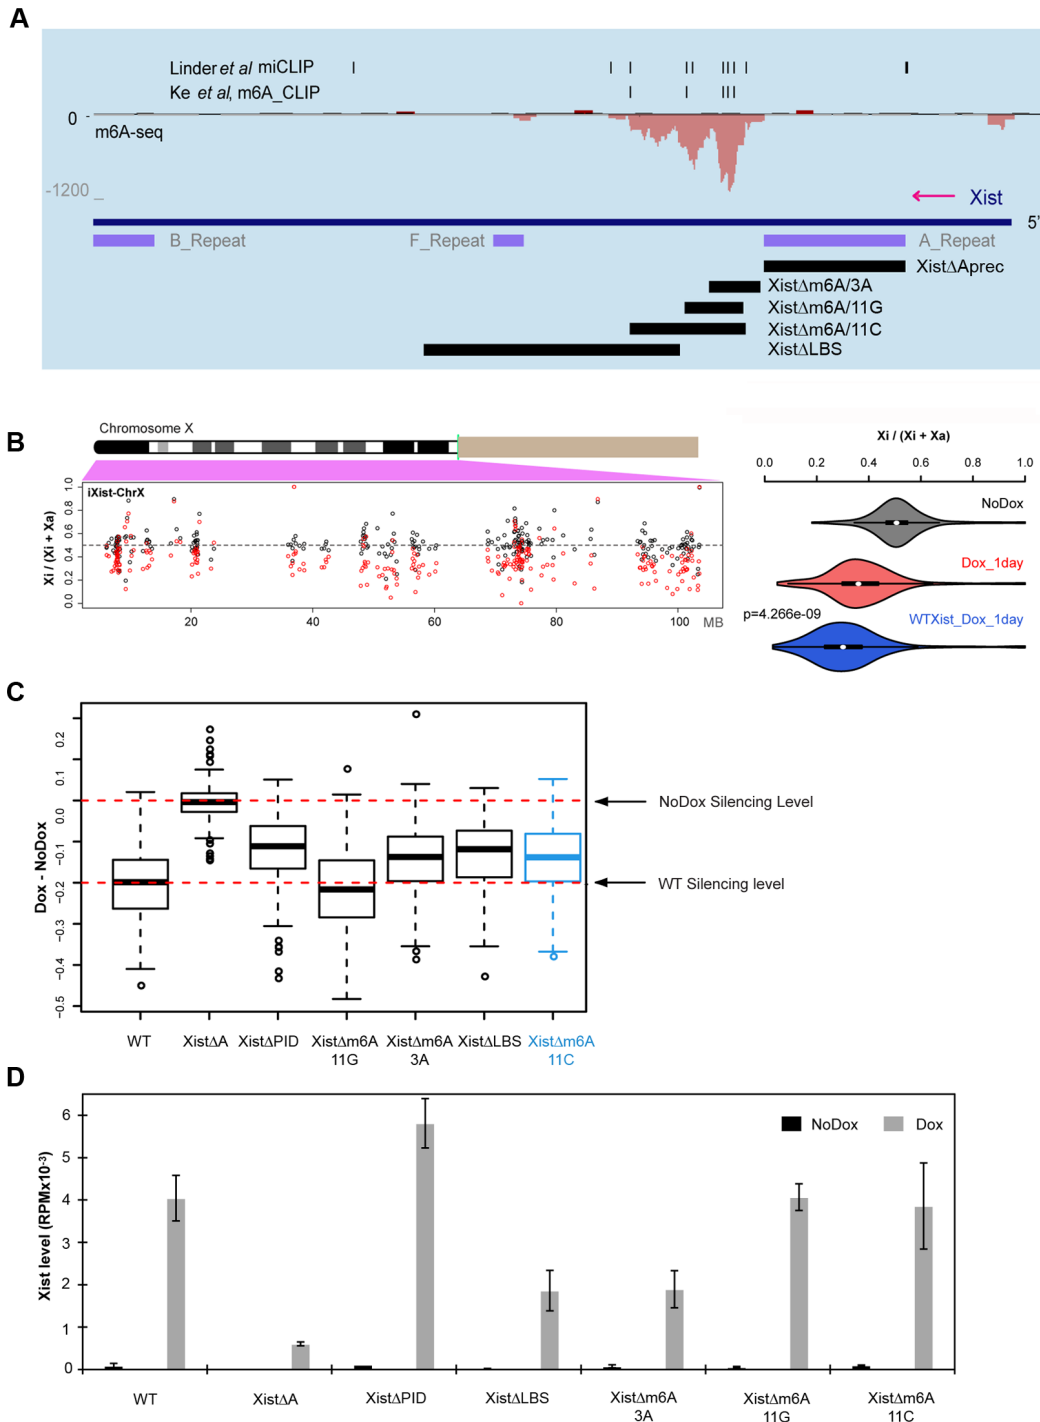 A
Linder et al miCLIP
Ke et al, m6A_CLIP
0
m6A-seq
-1200
Xist
5'
B_Repeat
F_Repeat
A_Repeat
XistΔAprec
XistΔm6A/3A
XistΔm6A/11G
XistΔm6A/11C
XistΔLBS
B
Chromosome X
iXist-ChrX
Xi / (Xi + Xa)
1.0
0.8
0.6
0.4
0.2
0.0
20
40
60
80
100
MB
Xi / (Xi + Xa)
0.0
0.2
0.4
0.6
0.8
1.0
NoDox
Dox_1day
p=4.266e-09
WTXist_Dox_1day
C
Dox - NoDox
0.2
0.1
0.0
-0.1
-0.2
-0.3
-0.4
-0.5
NoDox Silencing Level
WT Silencing level
WT
XistΔA
XistΔPID
XistΔm6A
11G
XistΔm6A
3A
XistΔLBS
XistΔm6A
11C
D
Xist level (RPMx10-3)
6
5
4
3
2
1
0
NoDox
Dox
WT
XistΔA
XistΔPID
XistΔLBS
XistΔm6A
3A
XistΔm6A
11G
XistΔm6A
11C